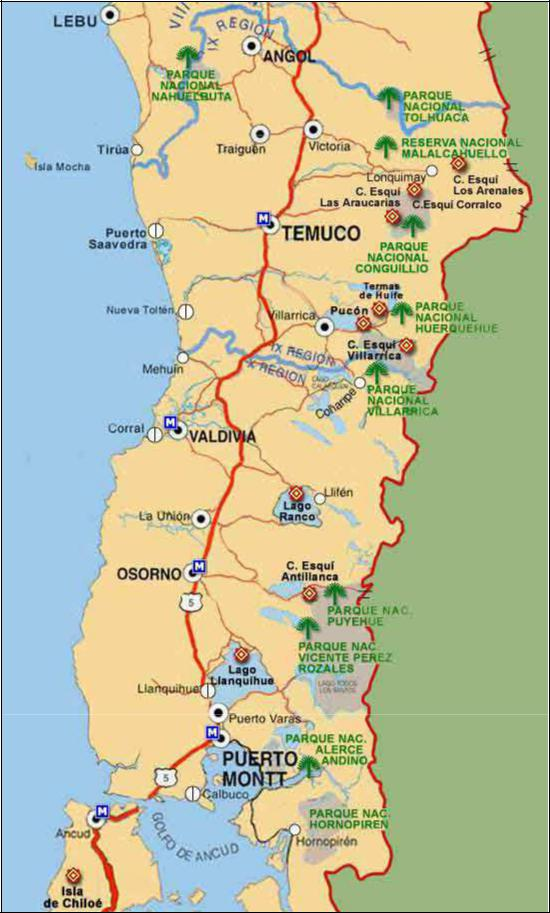 LEBU
VIII
IX REGION
ANGOL
PARQUE
NACIONAL
NAHUELBUTA
PARQUE
NACIONAL
TOLHUACA
Tirúa
Traiguén
Victoria
RESERVA NACIONAL
MALALCAHUELLO
Isla Mocha
Lonquimay
C. Esquí
Los Arenales
C. Esquí
Las Araucarias
C.Esquí Corralco
M
TEMUCO
Puerto
Saavedra
PARQUE
NACIONAL
CONGUILLIO
Termas
de Huife
Nueva Toltén
Villarrica
Pucón
PARQUE
NACIONAL
HUERQUEHUE
C. Esquí
Villarrica
IX REGION
X REGION
Mehuín
LAGO
CALAFQUEN
Coñaripe
PARQUE
NACIONAL
VILLARRICA
M
Corral
VALDIVIA
Llifén
Lago
Ranco
La Unión
M
OSORNO
C. Esquí
Antillanca
5
PARQUE NAC.
PUYEHUE
PARQUE NAC.
VICENTE PEREZ
ROZALES
Lago
Llanquihue
LAGO TODOS
LOS SANTOS
Llanquihue
Puerto Varas
M
PARQUE NAC.
ALERCE
ANDINO
PUERTO
MONTT
5
Calbuco
M
Ancud
GOLFO DE ANCUD
PARQUE NAC.
HORNOPIREN
Hornopirén
Isla
de Chiloé